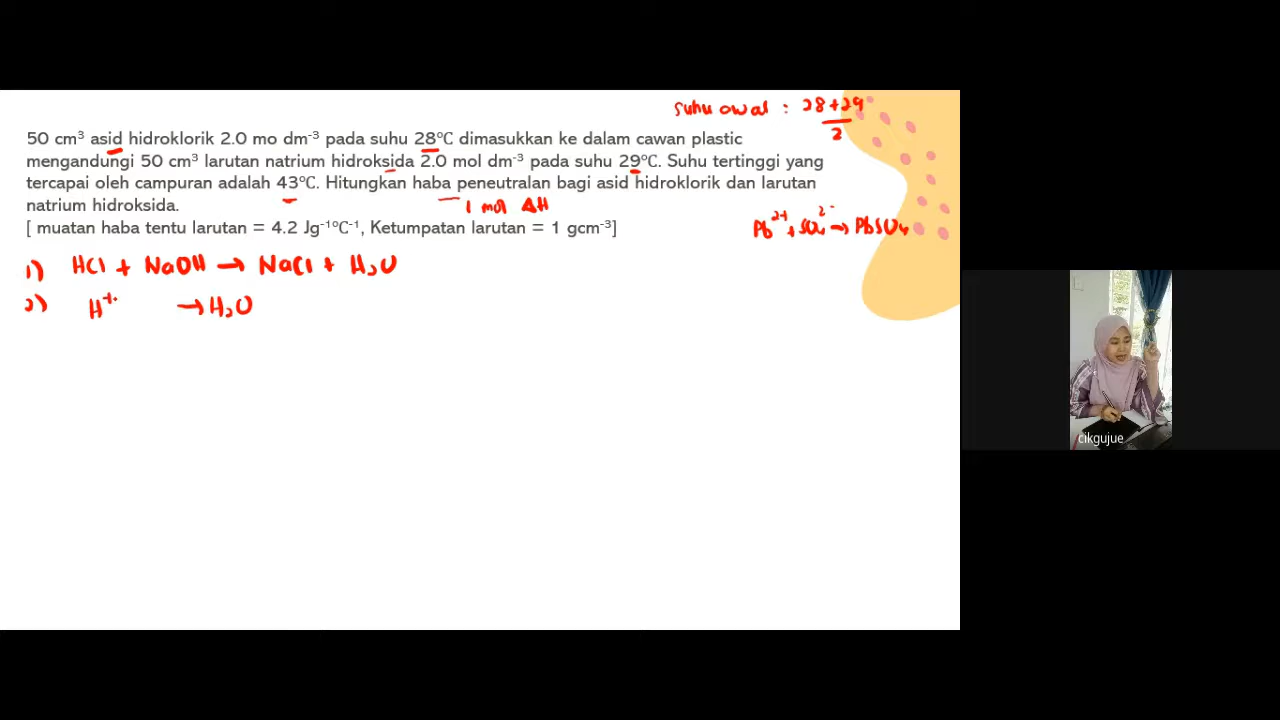 suhu awal : 28+29
2
50 cm³ asid hidroklorik 2.0 mo dm⁻³ pada suhu 28°C dimasukkan ke dalam cawan plastic
mengandungi 50 cm³ larutan natrium hidroksida 2.0 mol dm⁻³ pada suhu 29°C. Suhu tertinggi yang
tercapai oleh campuran adalah 43°C. Hitungkan haba peneutralan bagi asid hidroklorik dan larutan
natrium hidroksida.
1 mol ΔH
[ muatan haba tentu larutan = 4.2 Jg⁻¹°C⁻¹, Ketumpatan larutan = 1 gcm⁻³]
Pb²⁺ + SO₄²⁻ → PbSO₄
1) HCl + NaOH → NaCl + H₂O
2) H⁺ → H₂O
cikgujue